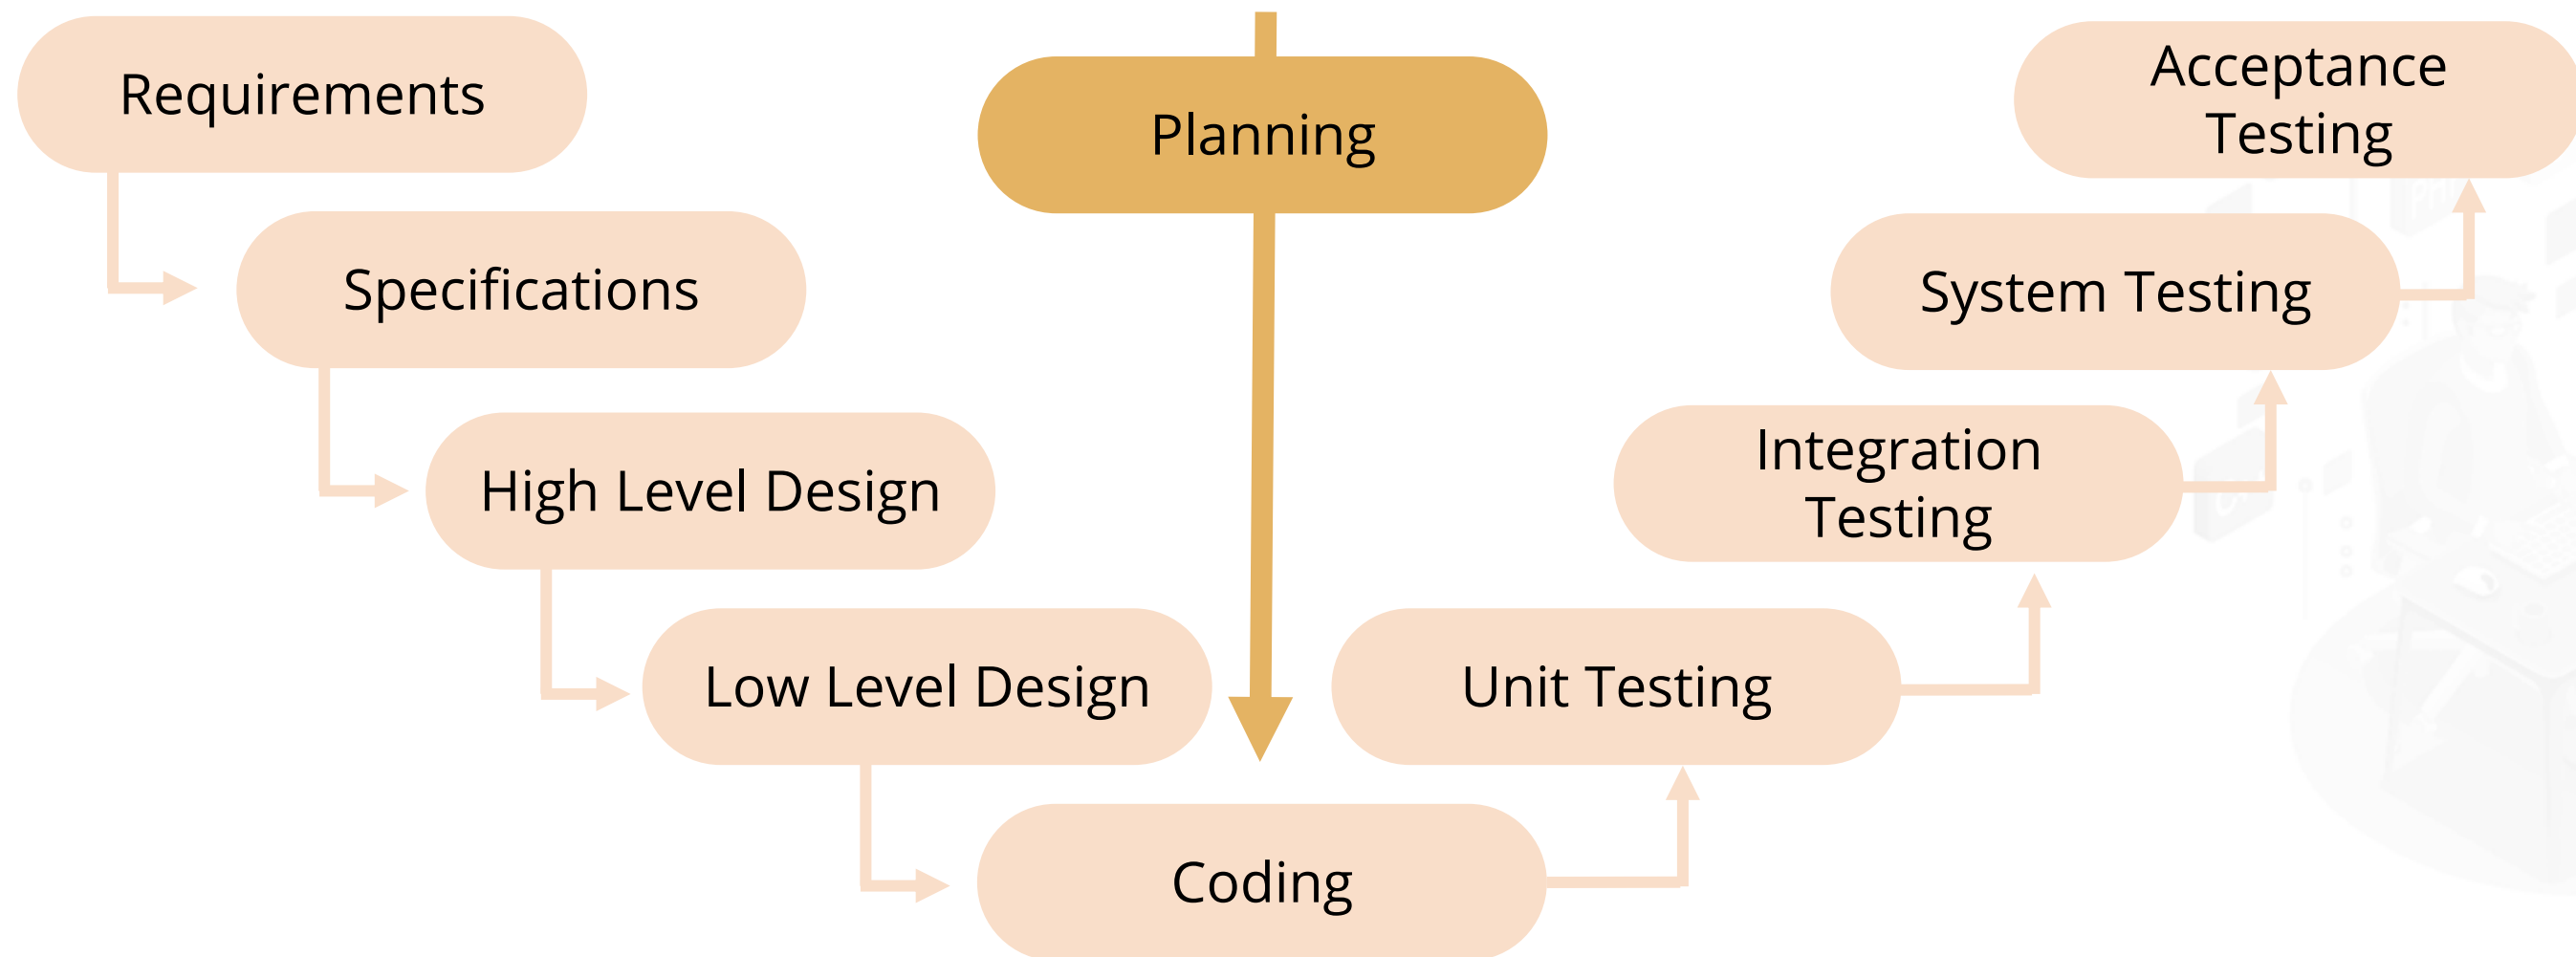 Requirements
Planning
Acceptance
Testing
Specifications
System Testing
High Level Design
Integration
Testing
Low Level Design
Unit Testing
Coding